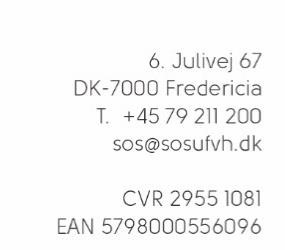 6. Julivej 67
DK-7000 Fredericia
T.  +45 79 211 200
sos@sosufvh.dk
CVR 2955 1081
EAN 5798000556096